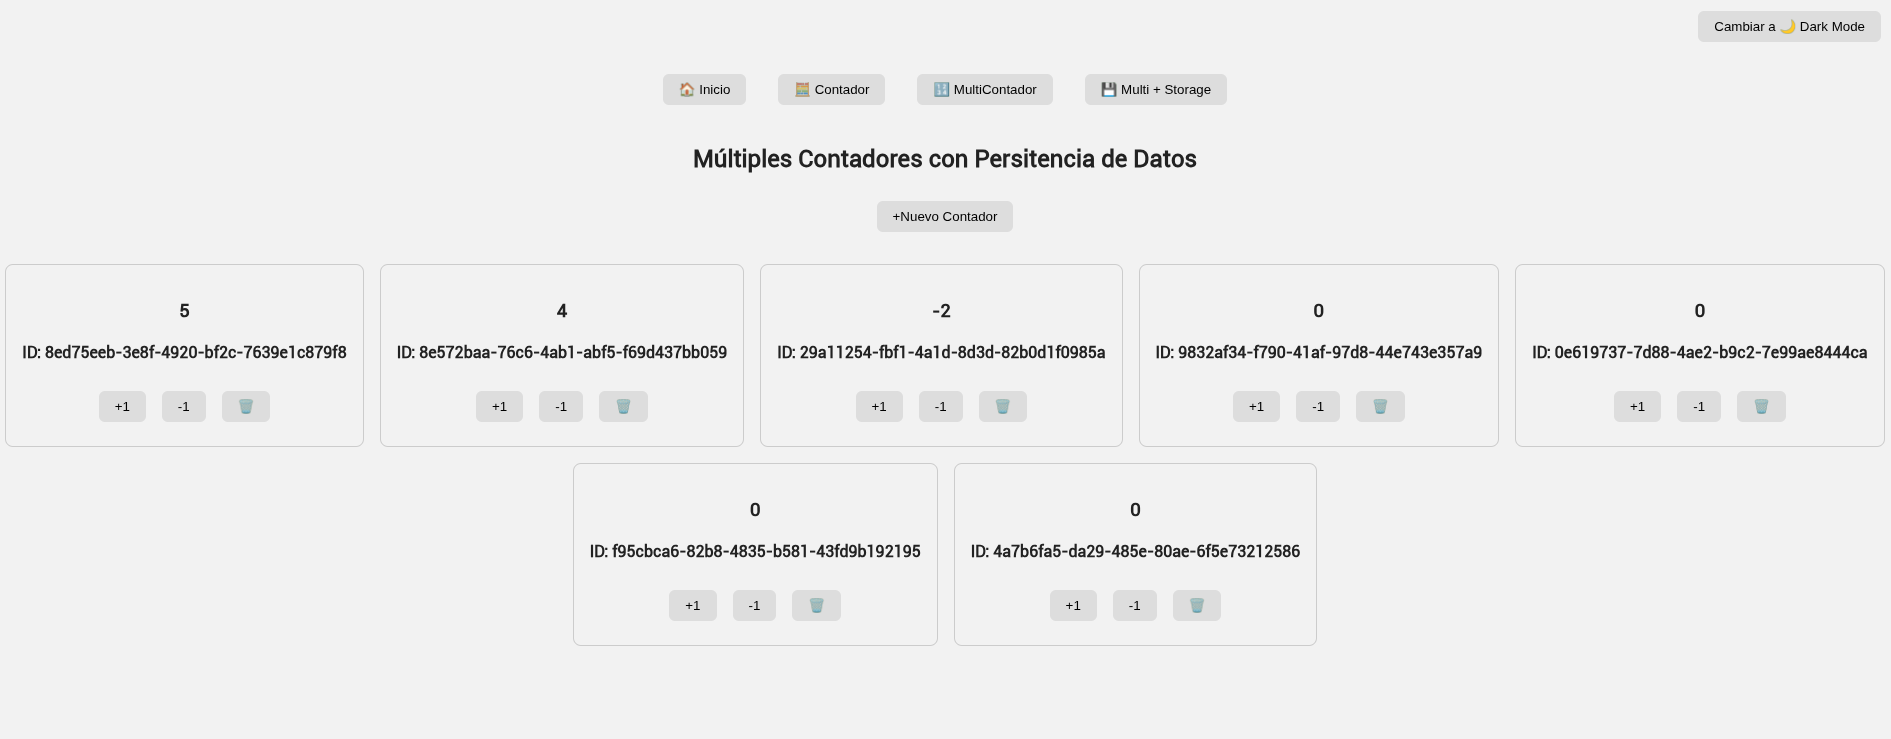 Cambiar a 🌙 Dark Mode
🏠 Inicio 🧮 Contador 🔢 MultiContador 💾 Multi + Storage
Múltiples Contadores con Persitencia de Datos
+Nuevo Contador
5 4 -2 0 0
ID: 8ed75eeb-3e8f-4920-bf2c-7639e1c879f8 ID: 8e572baa-76c6-4ab1-abf5-f69d437bb059 ID: 29a11254-fbf1-4a1d-8d3d-82b0d1f0985a ID: 9832af34-f790-41af-97d8-44e743e357a9 ID: 0e619737-7d88-4ae2-b9c2-7e99ae8444ca
+1 -1 🗑️ +1 -1 🗑️ +1 -1 🗑️ +1 -1 🗑️ +1 -1 🗑️
0 0
ID: f95cbca6-82b8-4835-b581-43fd9b192195 ID: 4a7b6fa5-da29-485e-80ae-6f5e73212586
+1 -1 🗑️ +1 -1 🗑️